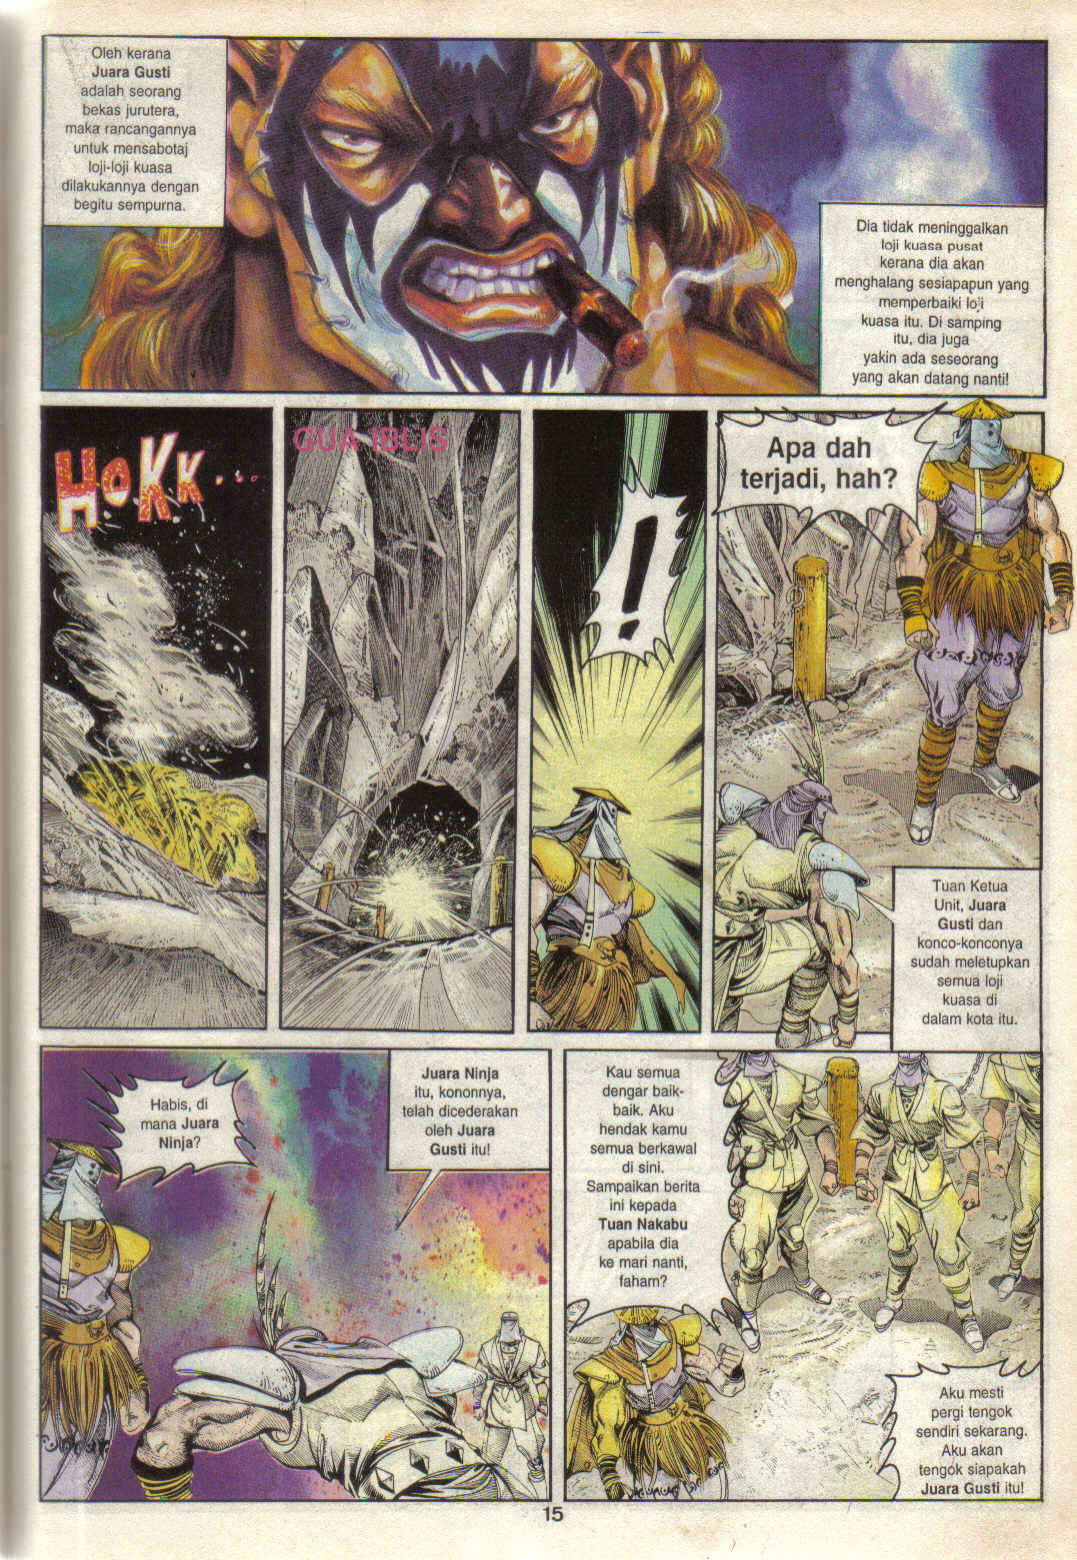 Oleh kerana
Juara Gusti
adalah seorang
bekas jurutera,
maka rancangannya
untuk mensabotaj
loji-loji kuasa
dilakukannya dengan
begitu sempurna.
Dia tidak meninggalkan
loji kuasa pusat
kerana dia akan
menghalang sesiapapun yang
memperbaiki loji
kuasa itu. Di samping
itu, dia juga
yakin ada seseorang
yang akan datang nanti!
HOKK...
GUA IBLIS
!!
Apa dah
terjadi, hah?
Tuan Ketua
Unit, Juara
Gusti dan
konco-konconya
sudah meletupkan
semua loji
kuasa di
dalam kota itu.
Habis, di
mana Juara
Ninja?
Juara Ninja
itu, kononnya,
telah dicederakan
oleh Juara
Gusti itu!
Kau semua
dengar baik-
baik. Aku
hendak kamu
semua berkawal
di sini.
Sampaikan berita
ini kepada
Tuan Nakabu
apabila dia
ke mari nanti,
faham?
Aku mesti
pergi tengok
sendiri sekarang.
Aku akan
tengok siapakah
Juara Gusti itu!
15